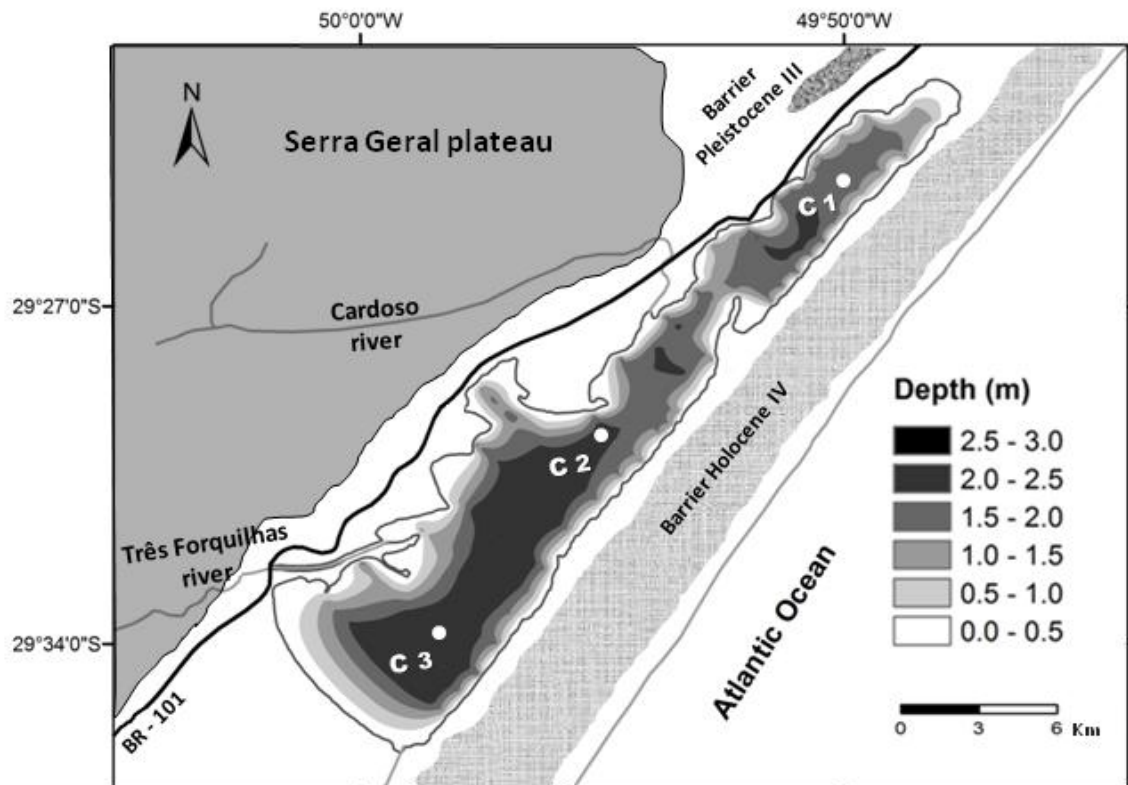 50°0'0"W
49°50'0"W
N
Serra Geral plateau
Barrier
Pleistocene III
C 1
29°27'0"S
Cardoso
river
Depth (m)
2.5 - 3.0
2.0 - 2.5
1.5 - 2.0
1.0 - 1.5
0.5 - 1.0
0.0 - 0.5
C 2
Barrier Holocene IV
Três Forquilhas
river
Atlantic Ocean
29°34'0"S
C 3
BR - 101
0 3 6 Km